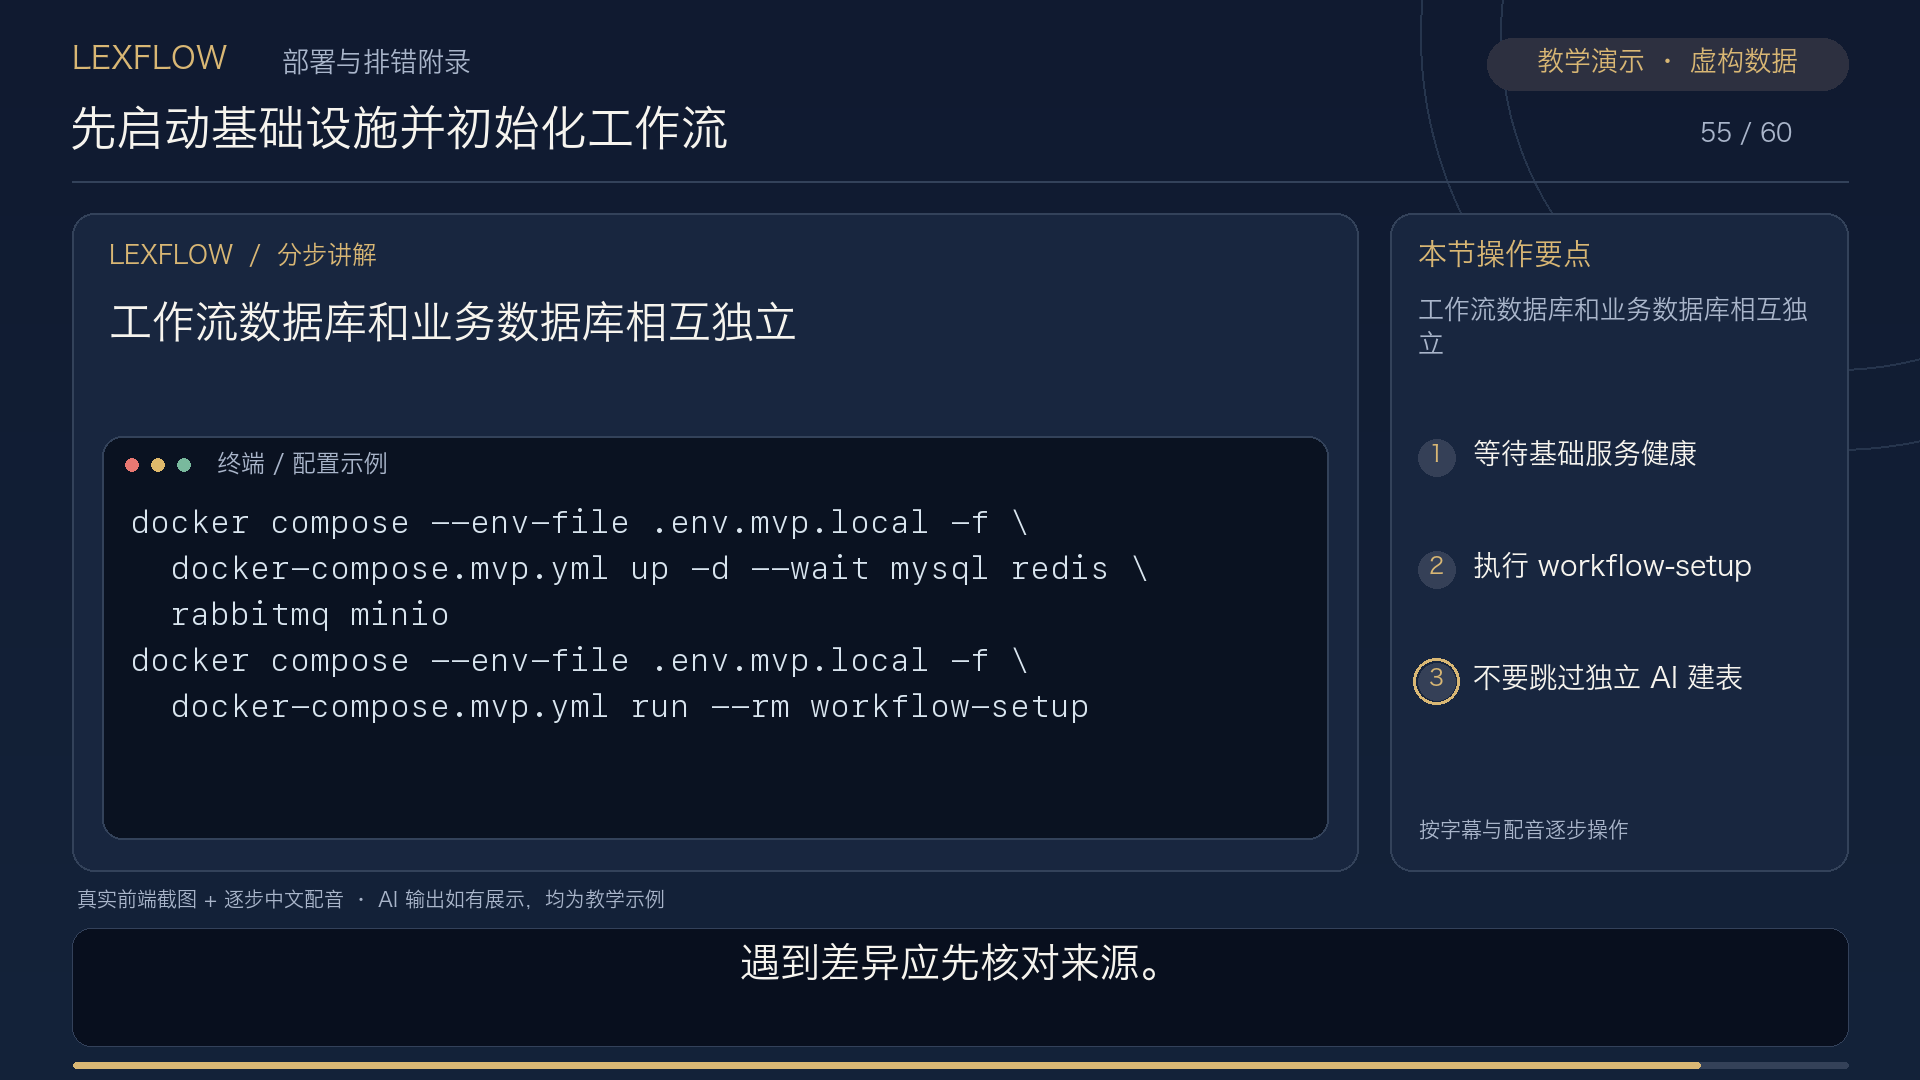 LEXFLOW 部署与排错附录
教学演示 · 虚构数据
先启动基础设施并初始化工作流
55 / 60
LEXFLOW / 分步讲解
工作流数据库和业务数据库相互独立
终端 / 配置示例
docker compose --env-file .env.mvp.local -f \
  docker-compose.mvp.yml up -d --wait mysql redis \
  rabbitmq minio
docker compose --env-file .env.mvp.local -f \
  docker-compose.mvp.yml run --rm workflow-setup
本节操作要点
工作流数据库和业务数据库相互独
立
1 等待基础服务健康
2 执行 workflow-setup
3 不要跳过独立 AI 建表
按字幕与配音逐步操作
真实前端截图 + 逐步中文配音 · AI 输出如有展示，均为教学示例
遇到差异应先核对来源。